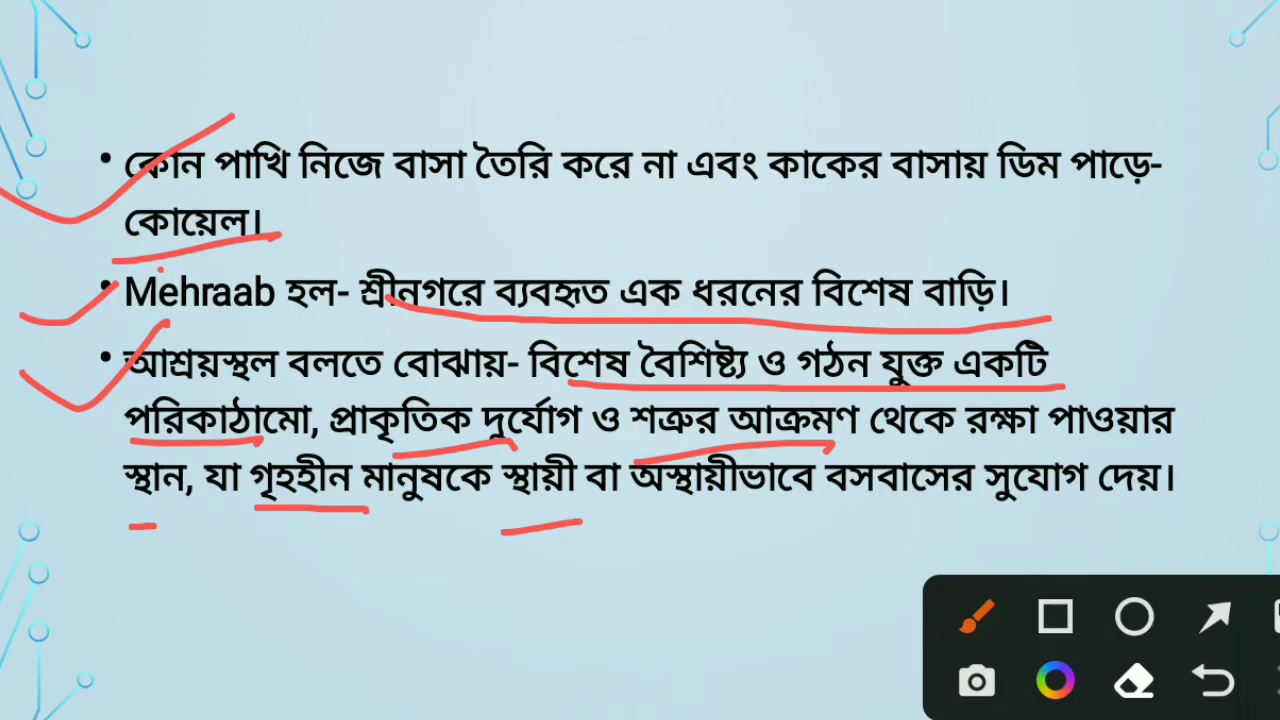 • কোন পাখি নিজে বাসা তৈরি করে না এবং কাকের বাসায় ডিম পাড়ে-
কোয়েল।
• Mehraab হল- শ্রীনগরে ব্যবহৃত এক ধরনের বিশেষ বাড়ি।
• আশ্রয়স্থল বলতে বোঝায়- বিশেষ বৈশিষ্ট্য ও গঠন যুক্ত একটি
পরিকাঠামো, প্রাকৃতিক দুর্যোগ ও শত্রুর আক্রমণ থেকে রক্ষা পাওয়ার
স্থান, যা গৃহহীন মানুষকে স্থায়ী বা অস্থায়ীভাবে বসবাসের সুযোগ দেয়।